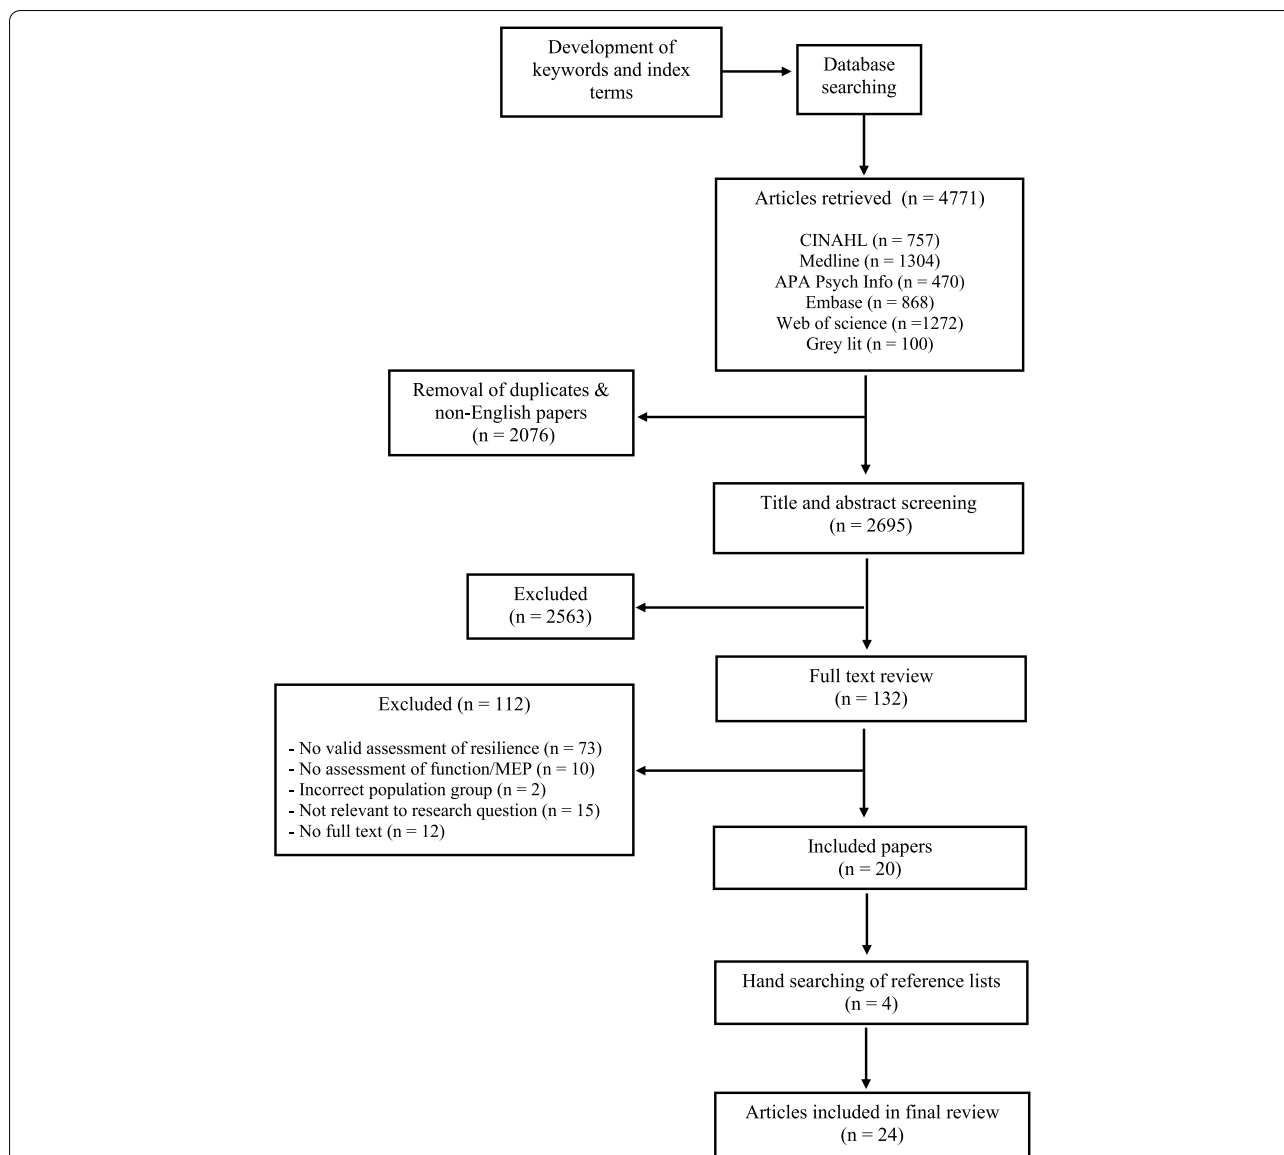 Development of
keywords and index
terms
Database
searching
Articles retrieved (n = 4771)
CINAHL (n = 757)
Medline (n = 1304)
APA Psych Info (n = 470)
Embase (n = 868)
Web of science (n =1272)
Grey lit (n = 100)
Removal of duplicates &
non-English papers
(n = 2076)
Title and abstract screening
(n = 2695)
Excluded
(n = 2563)
Full text review
(n = 132)
Excluded (n = 112)
- No valid assessment of resilience (n = 73)
- No assessment of function/MEP (n = 10)
- Incorrect population group (n = 2)
- Not relevant to research question (n = 15)
- No full text (n = 12)
Included papers
(n = 20)
Hand searching of reference lists
(n = 4)
Articles included in final review
(n = 24)